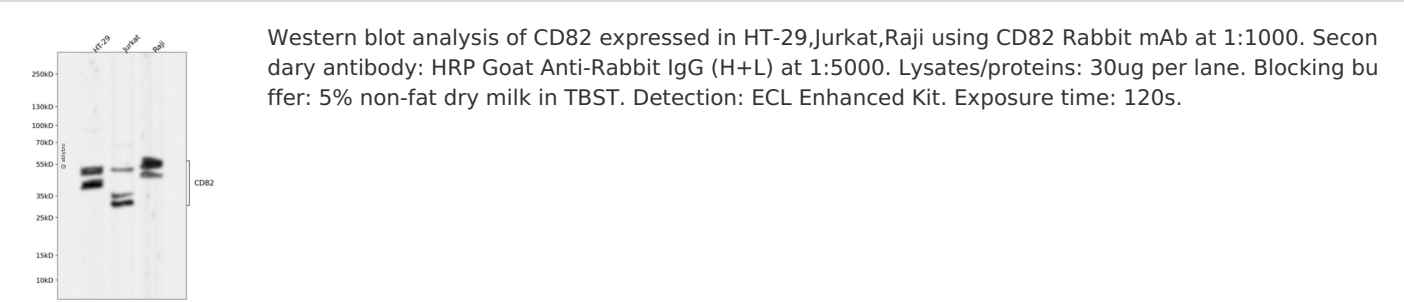 HT-29
Jurkat
Raji
250kD
130kD
100kD
70kD
55kD
35kD
25kD
15kD
10kD
CD82
Western blot analysis of CD82 expressed in HT-29,Jurkat,Raji using CD82 Rabbit mAb at 1:1000. Secon
dary antibody: HRP Goat Anti-Rabbit IgG (H+L) at 1:5000. Lysates/proteins: 30ug per lane. Blocking bu
ffer: 5% non-fat dry milk in TBST. Detection: ECL Enhanced Kit. Exposure time: 120s.